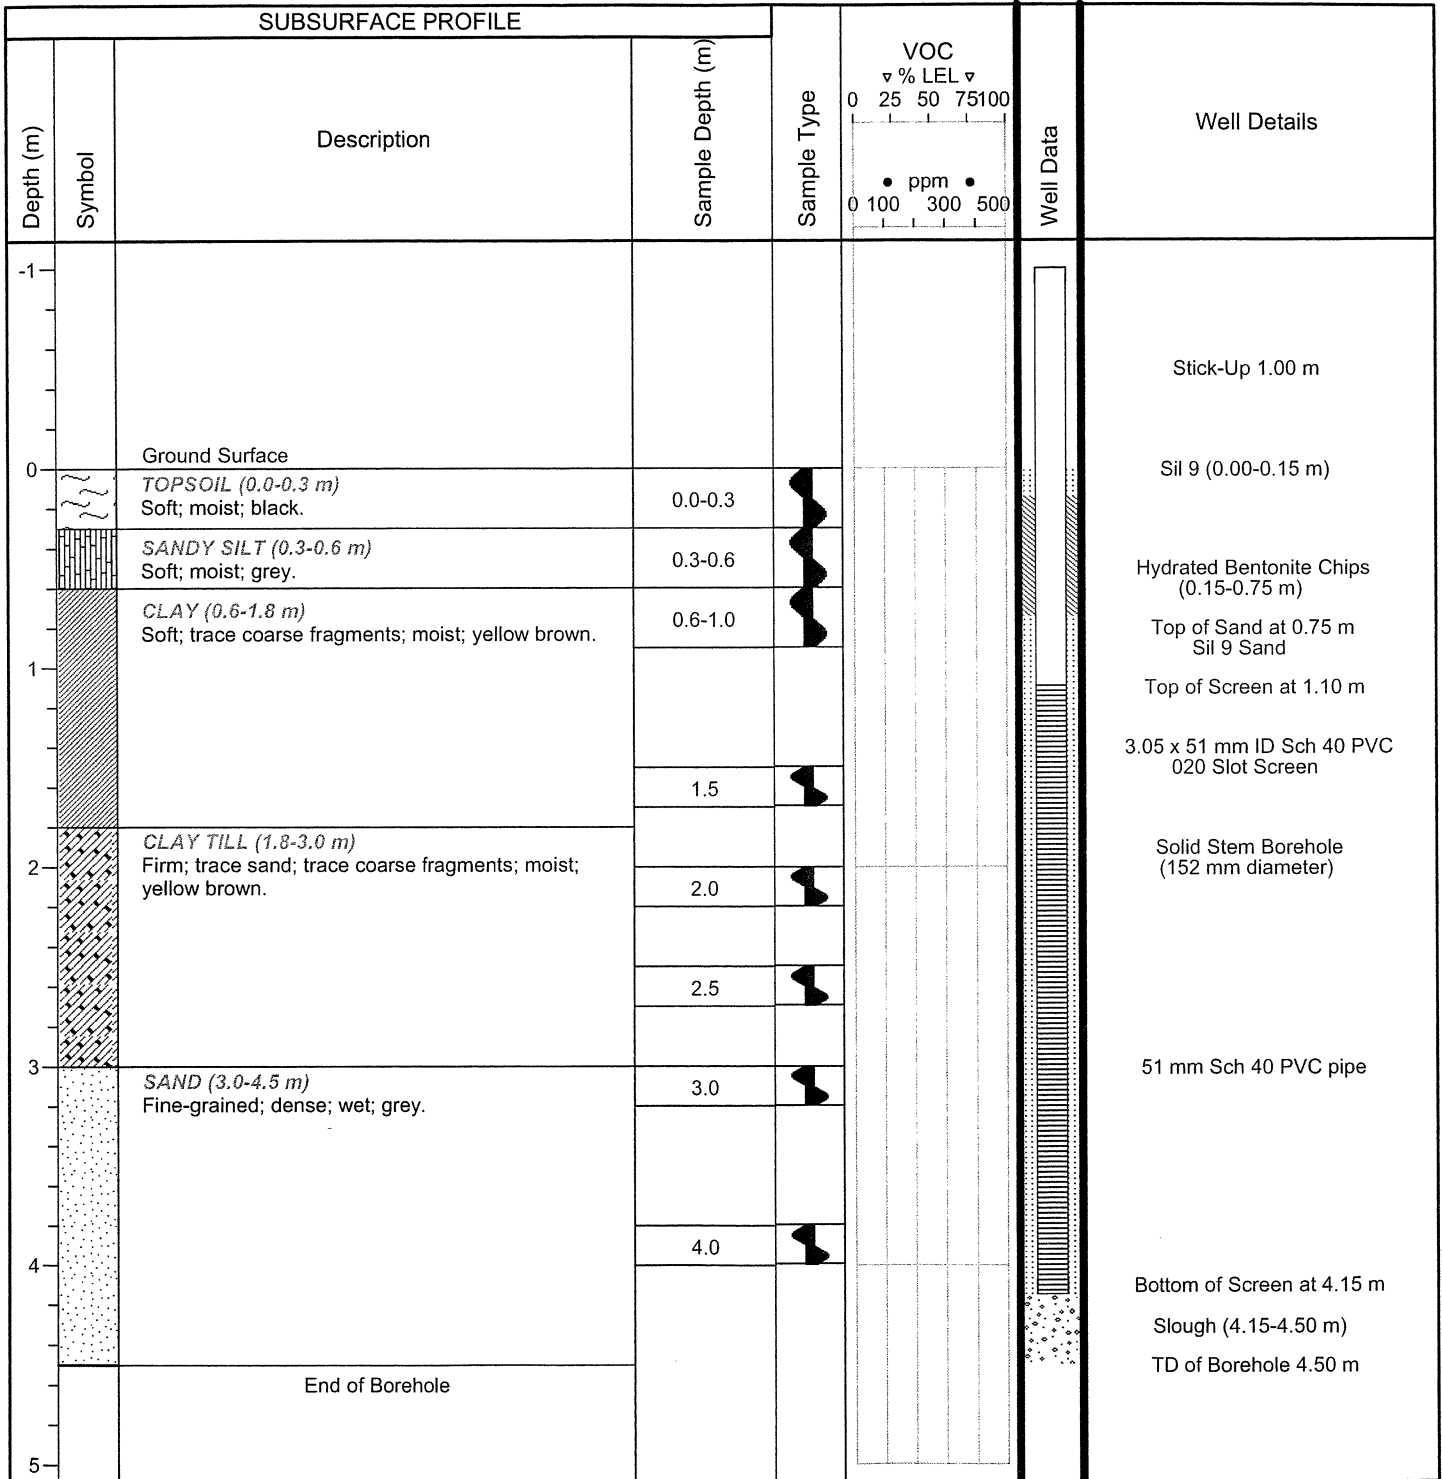 SUBSURFACE PROFILE
Depth (m)
Symbol
Description
Sample Depth (m)
Sample Type
VOC
▿ % LEL ▿
0 25 50 75 100
• ppm •
0 100 300 500
Well Data
Well Details
-1
Stick-Up 1.00 m
Ground Surface
0
Sil 9 (0.00-0.15 m)
TOPSOIL (0.0-0.3 m)
Soft; moist; black.
0.0-0.3
SANDY SILT (0.3-0.6 m)
Soft; moist; grey.
0.3-0.6
Hydrated Bentonite Chips
(0.15-0.75 m)
CLAY (0.6-1.8 m)
Soft; trace coarse fragments; moist; yellow brown.
0.6-1.0
Top of Sand at 0.75 m
Sil 9 Sand
1
Top of Screen at 1.10 m
3.05 x 51 mm ID Sch 40 PVC
020 Slot Screen
1.5
CLAY TILL (1.8-3.0 m)
Firm; trace sand; trace coarse fragments; moist;
yellow brown.
Solid Stem Borehole
(152 mm diameter)
2
2.0
2.5
3
51 mm Sch 40 PVC pipe
SAND (3.0-4.5 m)
Fine-grained; dense; wet; grey.
3.0
4.0
4
Bottom of Screen at 4.15 m
Slough (4.15-4.50 m)
TD of Borehole 4.50 m
End of Borehole
5